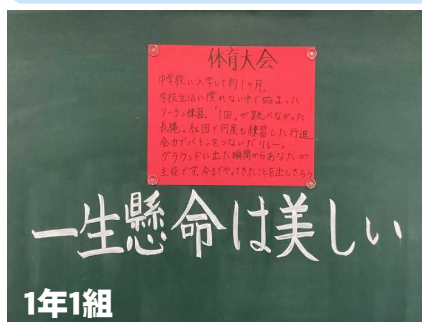 体育大会
中学校に入学して約1ヶ月。
学校生活に慣れない中で始まった
ソーラン練習。「1回」が跳べなかった
長縄。紅団で何度も練習した行進。
全力でバトンをつないだリレー。
グラウンドに出た瞬間からあなたが
主役です。今までやってきたことを出しきろう
一生懸命は美しい
1年1組